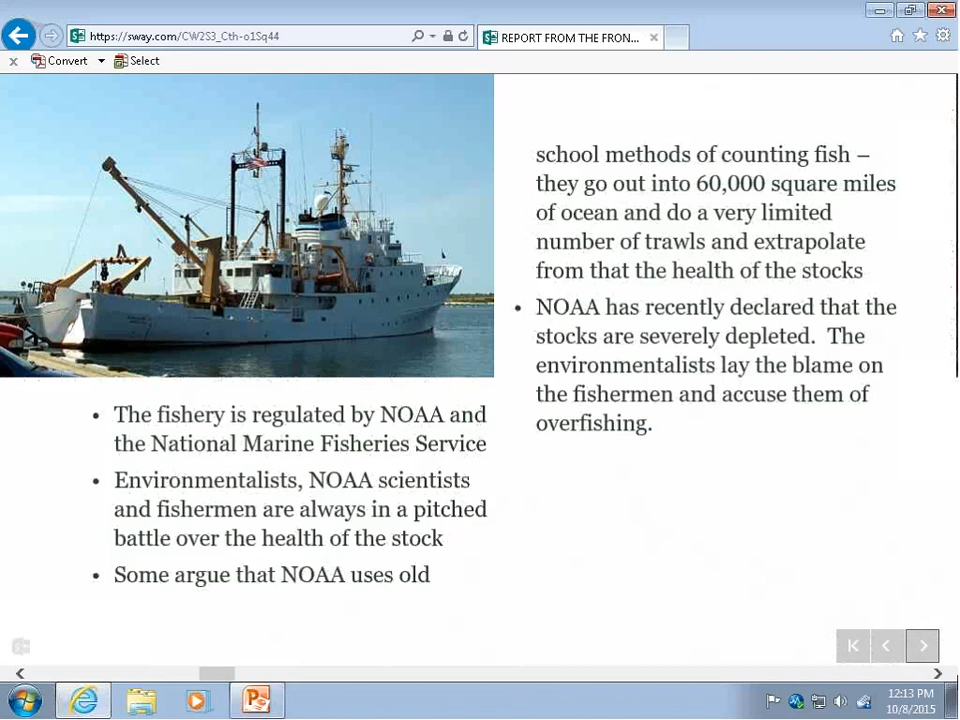 https://sway.com/CW2S3_Cth-o1Sq44
REPORT FROM THE FRON...
x Convert Select
The fishery is regulated by NOAA and
the National Marine Fisheries Service
Environmentalists, NOAA scientists
and fishermen are always in a pitched
battle over the health of the stock
Some argue that NOAA uses old
school methods of counting fish –
they go out into 60,000 square miles
of ocean and do a very limited
number of trawls and extrapolate
from that the health of the stocks
NOAA has recently declared that the
stocks are severely depleted. The
environmentalists lay the blame on
the fishermen and accuse them of
overfishing.
12:13 PM
10/8/2015